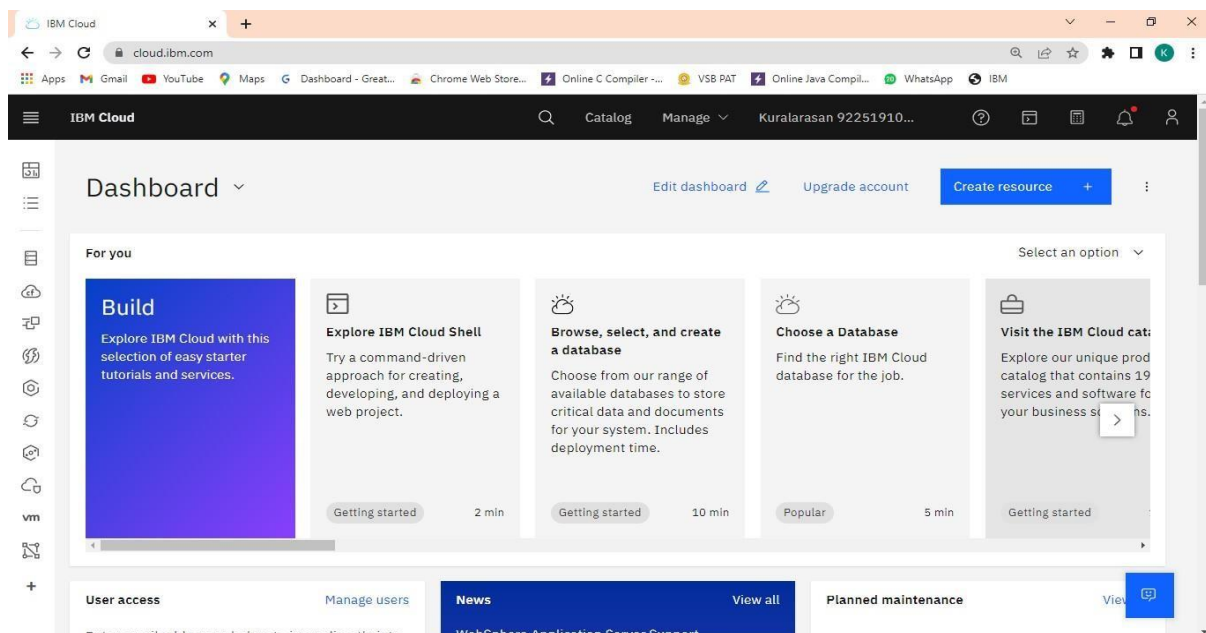 IBM Cloud
cloud.ibm.com
K
Apps Gmail YouTube Maps Dashboard - Great... Chrome Web Store... Online C Compiler -... VSB PAT Online Java Compil... WhatsApp IBM
IBM Cloud Catalog Manage Kuralarasan 92251910...
Dashboard Edit dashboard Upgrade account Create resource +
For you Select an option
Build
Explore IBM Cloud with this
selection of easy starter
tutorials and services.
Explore IBM Cloud Shell
Try a command-driven
approach for creating,
developing, and deploying a
web project.
Getting started 2 min
Browse, select, and create
a database
Choose from our range of
available databases to store
critical data and documents
for your system. Includes
deployment time.
Getting started 10 min
Choose a Database
Find the right IBM Cloud
database for the job.
Popular 5 min
Visit the IBM Cloud cata
Explore our unique prod
catalog that contains 19
services and software fo
your business
Getting started
vm
User access Manage users
News View all
Planned maintenance
WebSphere Application Server Support